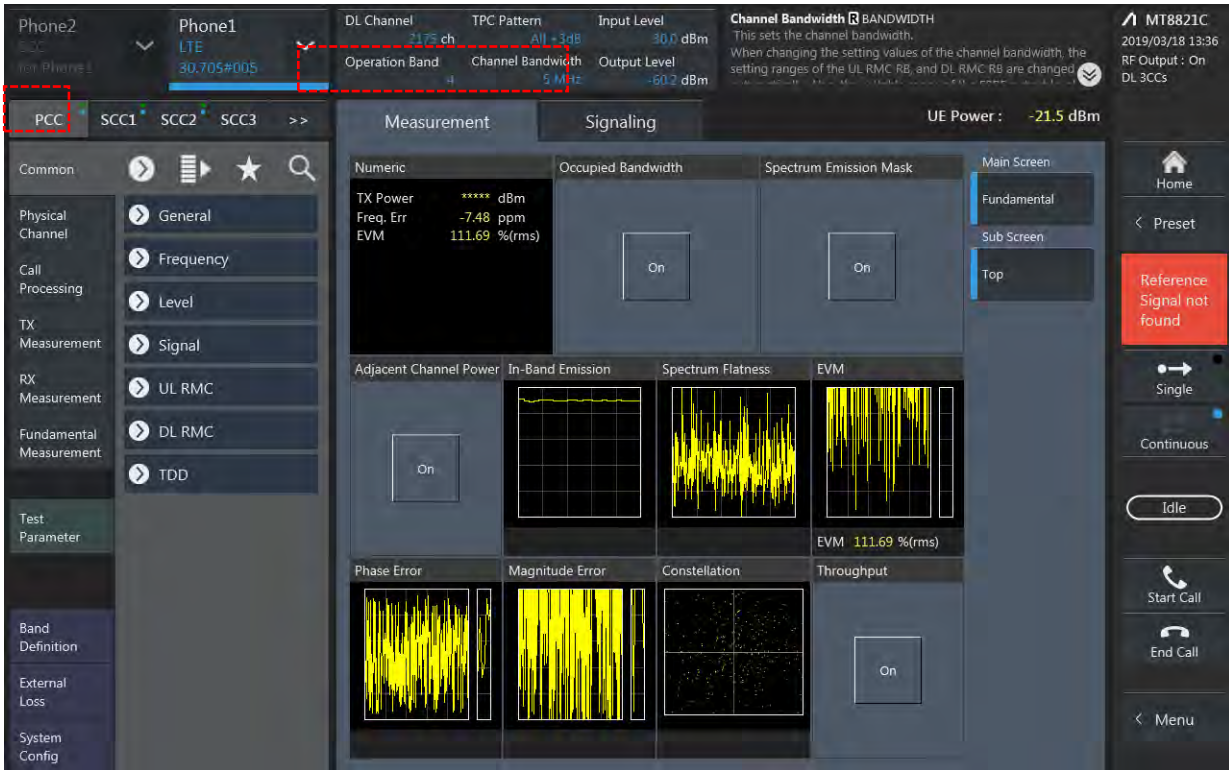 Phone2
for Phone1
Phone1
LTE
30.705#005
DL Channel
2175 ch
TPC Pattern
All +3dB
Input Level
30.0 dBm
Operation Band
4
Channel Bandwidth
5 MHz
Output Level
-60.2 dBm
Channel Bandwidth R BANDWIDTH
This sets the channel bandwidth.
When changing the setting values of the channel bandwidth, the
setting ranges of the UL RMC RB, and DL RMC RB are changed
MT8821C
2019/03/18 13:36
RF Output : On
DL 3CCs
PCC
SCC1
SCC2
SCC3
>>
Measurement
Signaling
UE Power : -21.5 dBm
Common
Physical
Channel
Call
Processing
TX
Measurement
RX
Measurement
Fundamental
Measurement
Test
Parameter
Band
Definition
External
Loss
System
Config
General
Frequency
Level
Signal
UL RMC
DL RMC
TDD
Numeric
TX Power ***** dBm
Freq. Err -7.48 ppm
EVM 111.69 %(rms)
Occupied Bandwidth
On
Spectrum Emission Mask
On
Main Screen
Fundamental
Sub Screen
Top
Adjacent Channel Power
On
In-Band Emission
Spectrum Flatness
EVM
EVM 111.69 %(rms)
Phase Error
Magnitude Error
Constellation
Throughput
On
Home
< Preset
Reference
Signal not
found
Single
Continuous
Idle
Start Call
End Call
< Menu